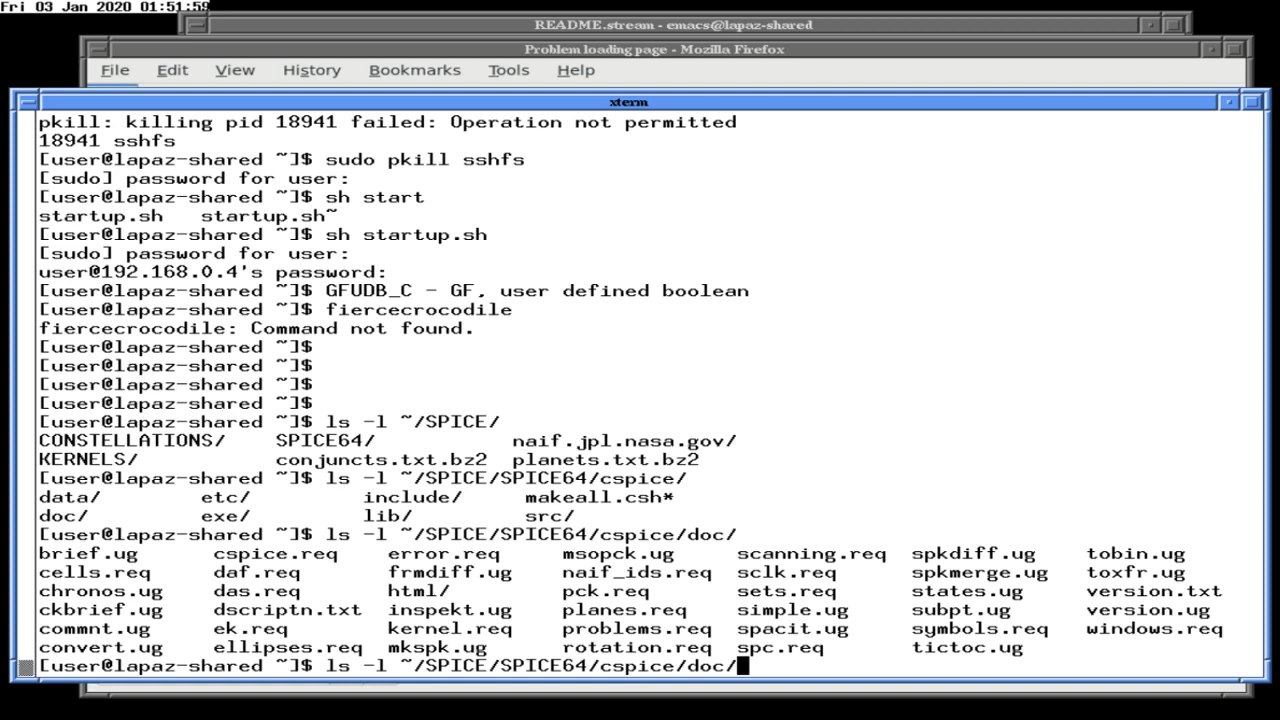 Fri 03 Jan 2020 01:51:59
README.stream - emacs@lapaz-shared
Problem loading page - Mozilla Firefox
File Edit View History Bookmarks Tools Help
xterm
pkill: killing pid 18941 failed: Operation not permitted
18941 sshfs
[user@lapaz-shared ~]$ sudo pkill sshfs
[sudo] password for user:
[user@lapaz-shared ~]$ sh start
startup.sh startup.sh~
[user@lapaz-shared ~]$ sh startup.sh
[sudo] password for user:
user@192.168.0.4's password:
[user@lapaz-shared ~]$ GFUDB_C - GF, user defined boolean
[user@lapaz-shared ~]$ fiercecrocodile
fiercecrocodile: Command not found.
[user@lapaz-shared ~]$
[user@lapaz-shared ~]$
[user@lapaz-shared ~]$
[user@lapaz-shared ~]$
[user@lapaz-shared ~]$ ls -l ~/SPICE/
CONSTELLATIONS/ SPICE64/ naif.jpl.nasa.gov/
KERNELS/ conjuncts.txt.bz2 planets.txt.bz2
[user@lapaz-shared ~]$ ls -l ~/SPICE/SPICE64/cspice/
data/ etc/ include/ makeall.csh*
doc/ exe/ lib/ src/
[user@lapaz-shared ~]$ ls -l ~/SPICE/SPICE64/cspice/doc/
brief.ug cspice.req error.req msopck.ug scanning.req spkdiff.ug tobin.ug
cells.req daf.req frmdiff.ug naif_ids.req sclk.req spkmerge.ug toxfr.ug
chronos.ug das.req html/ pck.req sets.req states.ug version.txt
ckbrief.ug dscriptn.txt inspekt.ug planes.req simple.ug subpt.ug version.ug
commnt.ug ek.req kernel.req problems.req spacit.ug symbols.req windows.req
convert.ug ellipses.req mkspk.ug rotation.req spc.req tictoc.ug
[user@lapaz-shared ~]$ ls -l ~/SPICE/SPICE64/cspice/doc/